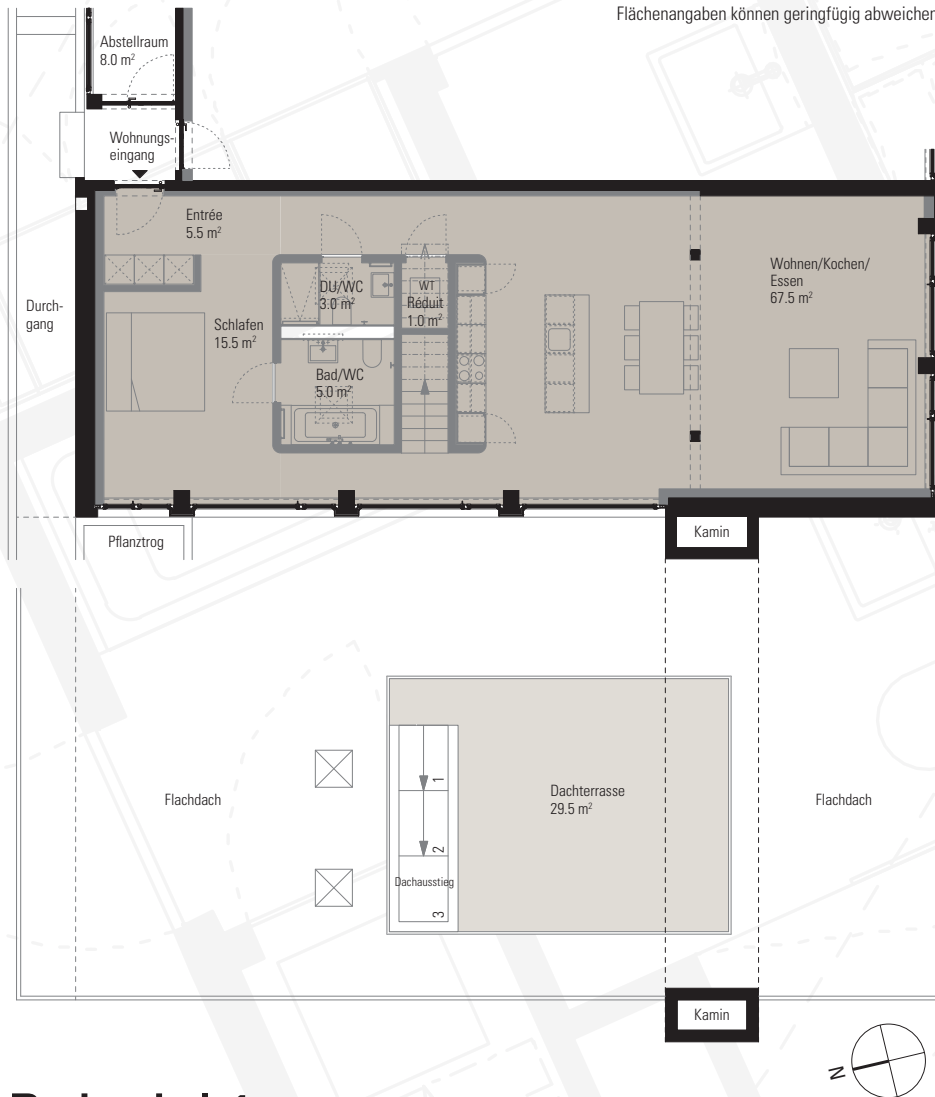 Flächenangaben können geringfügig abweichen
Abstellraum
8.0 m²
Wohnungs-
eingang
Entrée
5.5 m²
Durch-
gang
Schlafen
15.5 m²
DU/WC
3.0 m²
WT
Réduit
1.0 m²
Bad/WC
5.0 m²
Wohnen/Kochen/
Essen
67.5 m²
Pflanztrog
Kamin
Flachdach
1
2
Dachausstieg
3
Dachterrasse
29.5 m²
Flachdach
Kamin
N